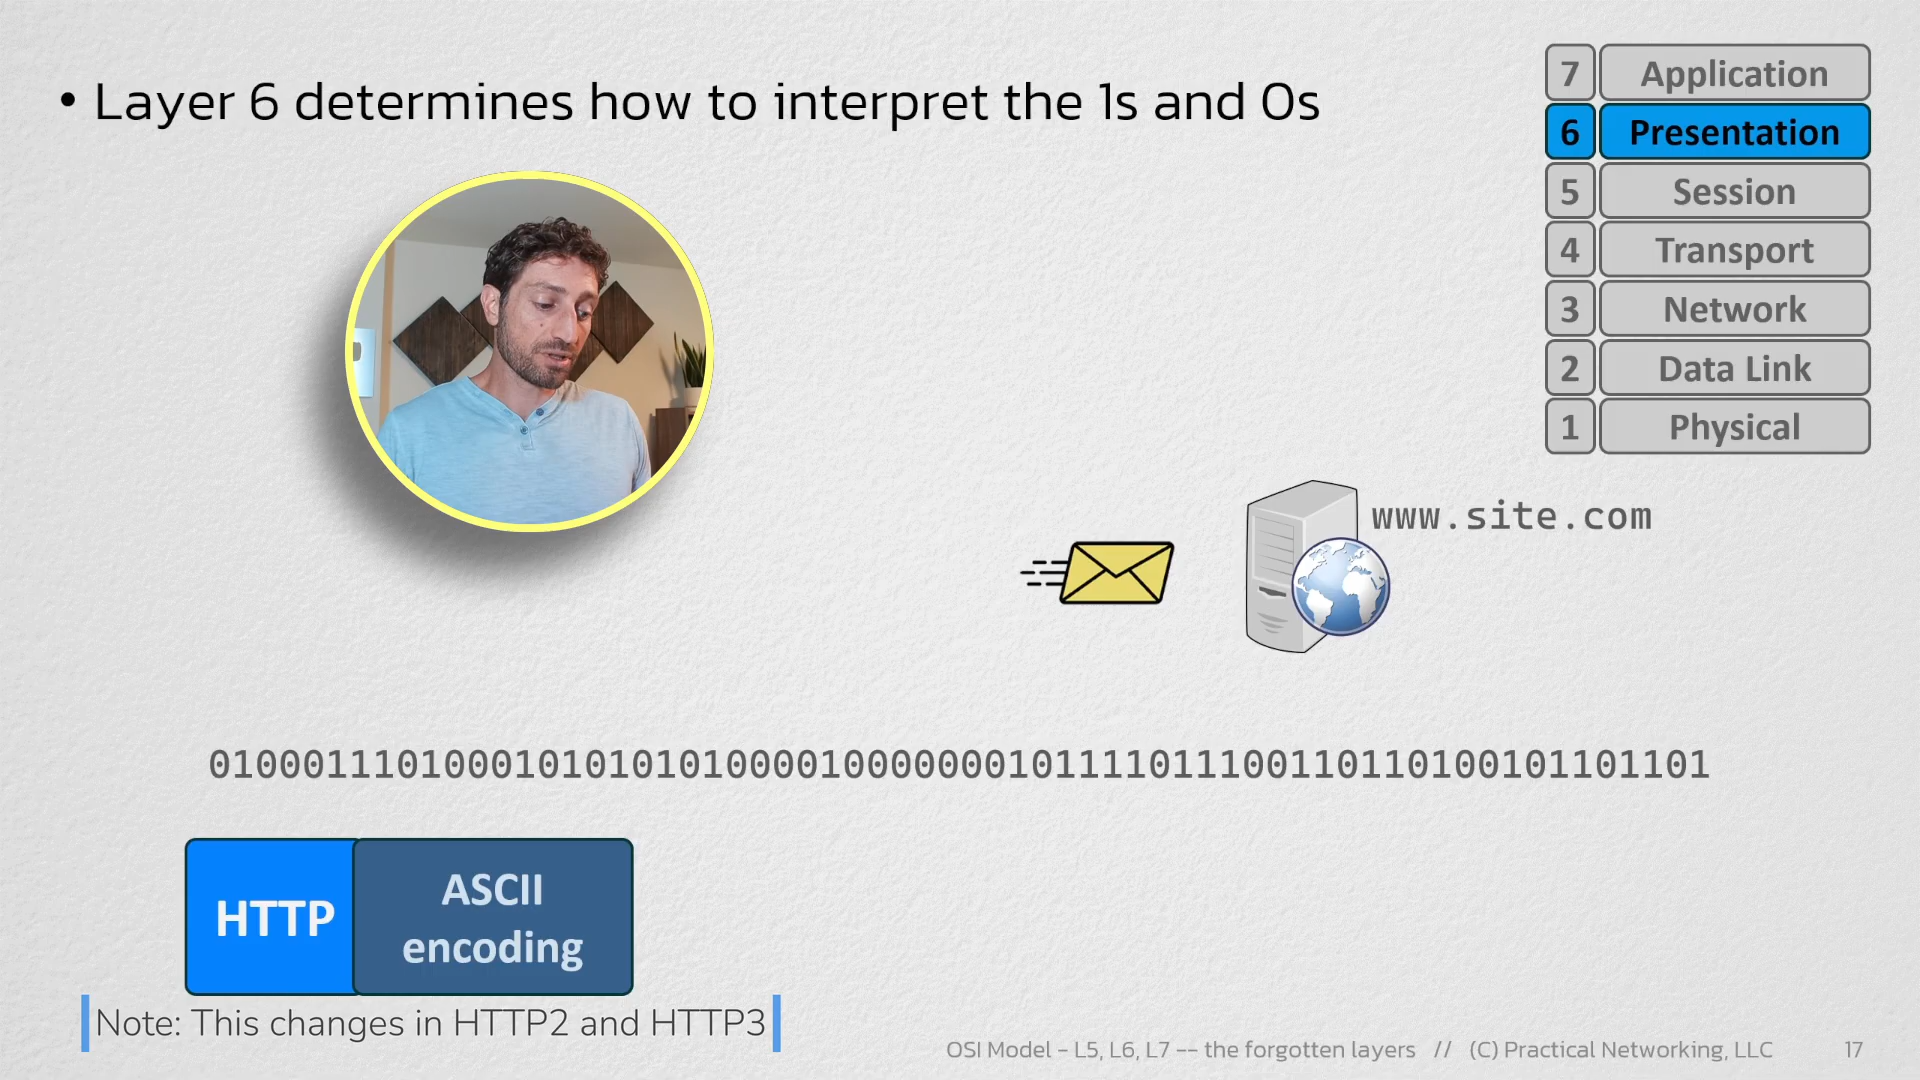 • Layer 6 determines how to interpret the 1s and 0s
7 Application
6 Presentation
5 Session
4 Transport
3 Network
2 Data Link
1 Physical
www.site.com
0100011101000101010101000010000000101111011100110110100101101101
HTTP
ASCII
encoding
Note: This changes in HTTP2 and HTTP3
OSI Model - L5, L6, L7 -- the forgotten layers // (C) Practical Networking, LLC 17